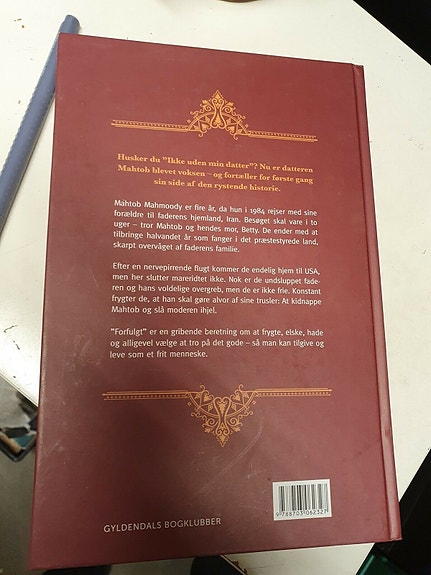 Husker du "Ikke uden min datter"? Nu er datteren
Mahtob blevet voksen – og fortæller for første gang
sin side af den rystende historie.
Mahtob Mahmoody er fire år, da hun i 1984 rejser med sine
forældre til faderens hjemland, Iran. Besøget skal vare i to
uger – tror Mahtob og hendes mor, Betty. De ender med at
tilbringe halvandet år som fanger i det præstestyrede land,
skarpt overvåget af faderens familie.
Efter en nervepirrende flugt kommer de endelig hjem til USA,
men her slutter mareridtet ikke. Nok er de undsluppet fade-
ren og hans voldelige overgreb, men de er ikke frie. Konstant
frygter de, at han skal gøre alvor af sine trusler: At kidnappe
Mahtob og slå moderen ihjel.
"Forfulgt" er en gribende beretning om at frygte, elske, hade
og alligevel vælge at tro på det gode – så man kan tilgive og
leve som et frit menneske.
9 788703 062327
GYLDENDALS BOGKLUBBER